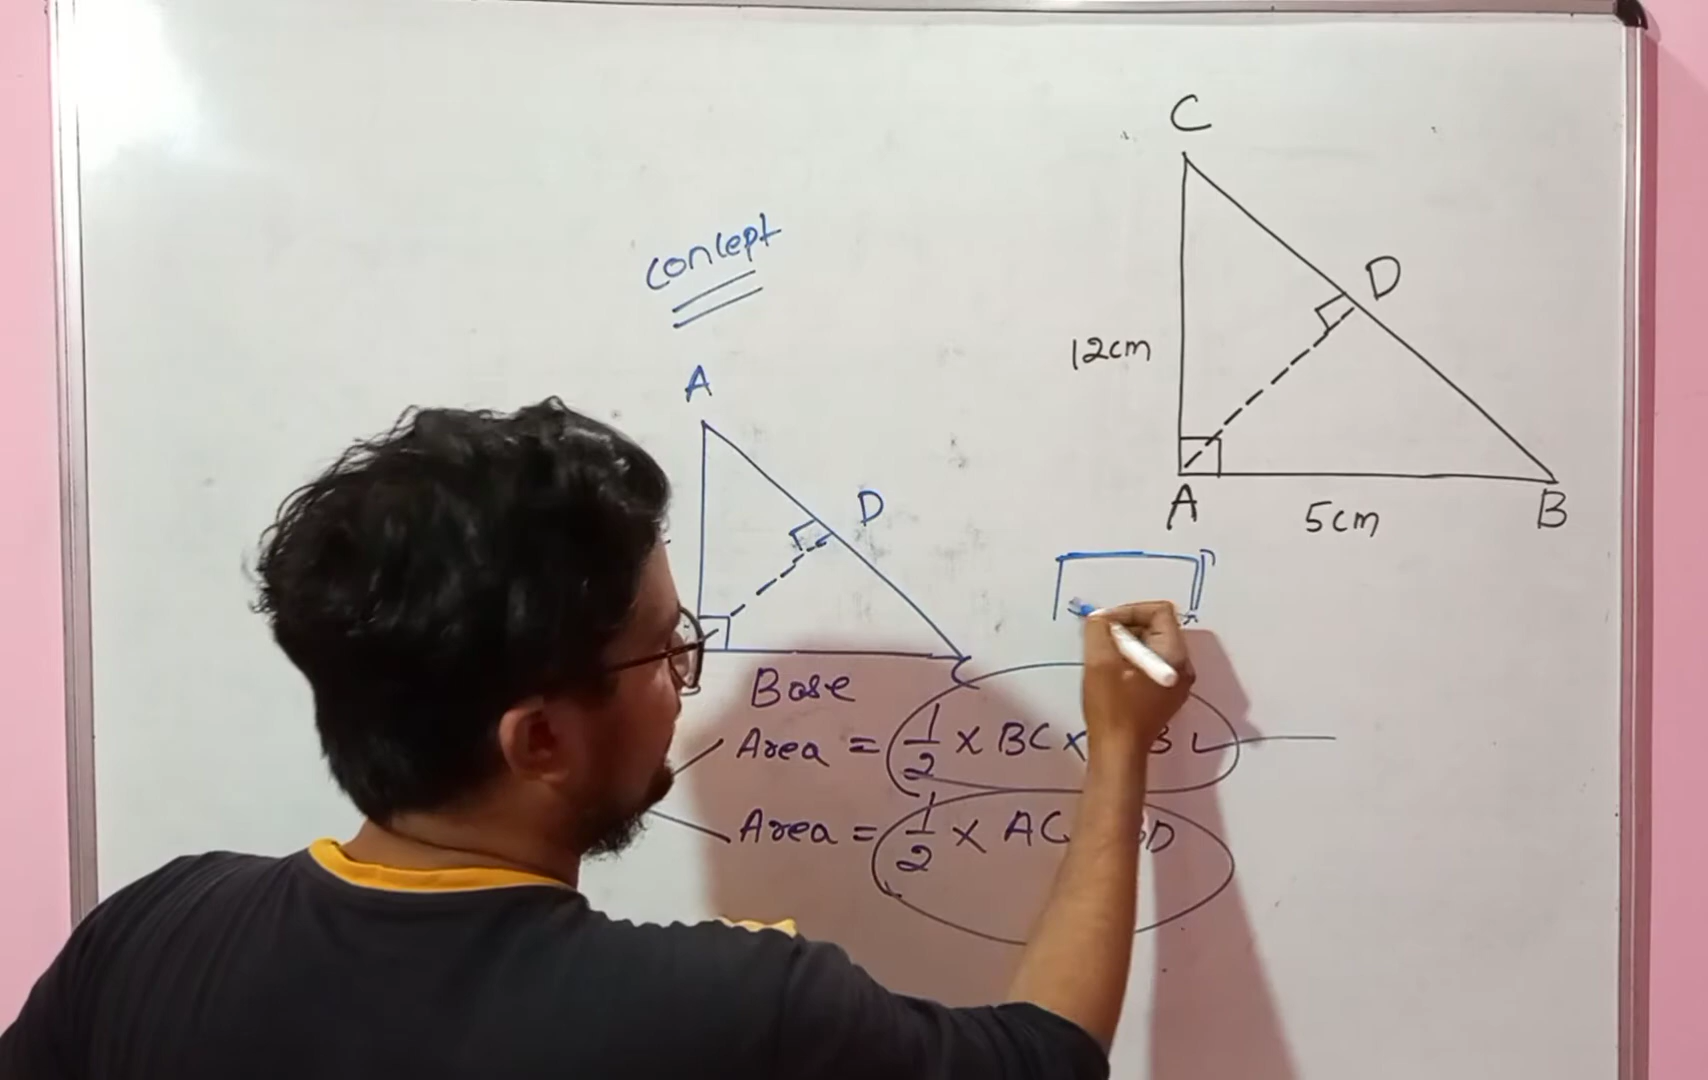 C
concept
D
12cm
A
A
5cm
B
D
C
Base
Area = 1/2 × BC ×
Area = 1/2 × AC